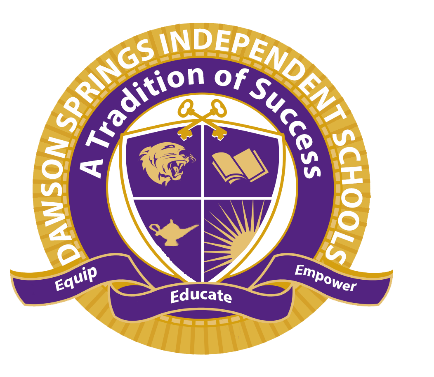 DAWSON SPRINGS INDEPENDENT SCHOOLS
A Tradition of Success
Equip
Educate
Empower